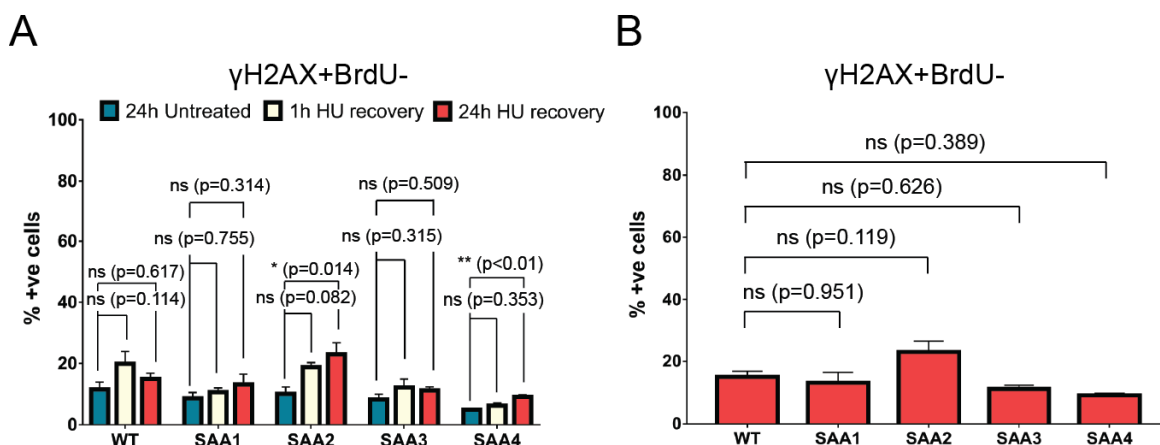 A
γH2AX+BrdU-
24h Untreated 1h HU recovery 24h HU recovery
% +ve cells
100
80
60
40
20
0
ns (p=0.617)
ns (p=0.114)
ns (p=0.314)
ns (p=0.755)
* (p=0.014)
ns (p=0.082)
ns (p=0.509)
ns (p=0.315)
** (p<0.01)
ns (p=0.353)
WT SAA1 SAA2 SAA3 SAA4
B
γH2AX+BrdU-
% +ve cells
100
80
60
40
20
0
ns (p=0.389)
ns (p=0.626)
ns (p=0.119)
ns (p=0.951)
WT SAA1 SAA2 SAA3 SAA4